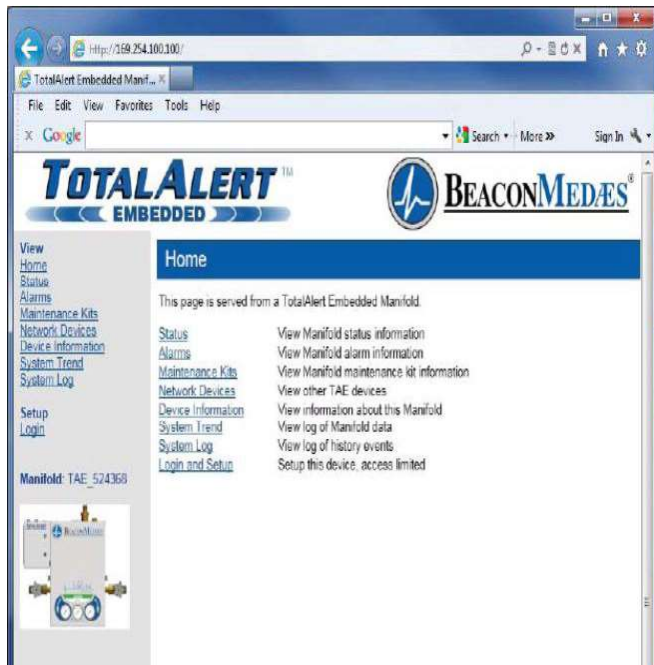 http://169.254.100.100/
TotalAlert Embedded Manif...
File Edit View Favorites Tools Help
x Google
Search
More »
Sign In
TOTALALERT™
EMBEDDED
BEACONMEDÆS®
View
Home
Status
Alarms
Maintenance Kits
Network Devices
Device Information
System Trend
System Log
Setup
Login
Manifold: TAE_524368
BeaconMedæs
Home
This page is served from a TotalAlert Embedded Manifold.
Status View Manifold status information
Alarms View Manifold alarm information
Maintenance Kits View Manifold maintenance kit information
Network Devices View other TAE devices
Device Information View information about this Manifold
System Trend View log of Manifold data
System Log View log of history events
Login and Setup Setup this device, access limited